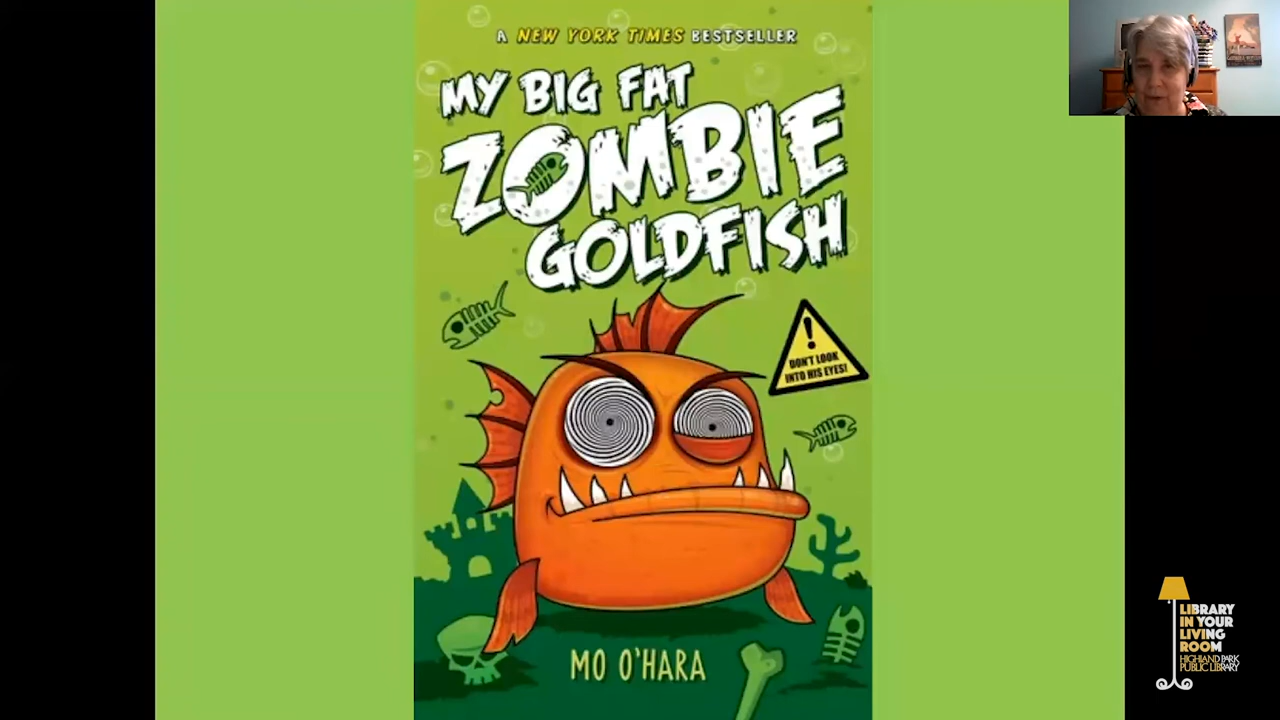 A NEW YORK TIMES BESTSELLER
MY BIG FAT
ZOMBIE
GOLDFISH
!
DON'T LOOK
INTO HIS EYES!
MO O'HARA
LIBRARY
IN YOUR
LIVING
ROOM
HIGHLAND PARK
PUBLIC LIBRARY